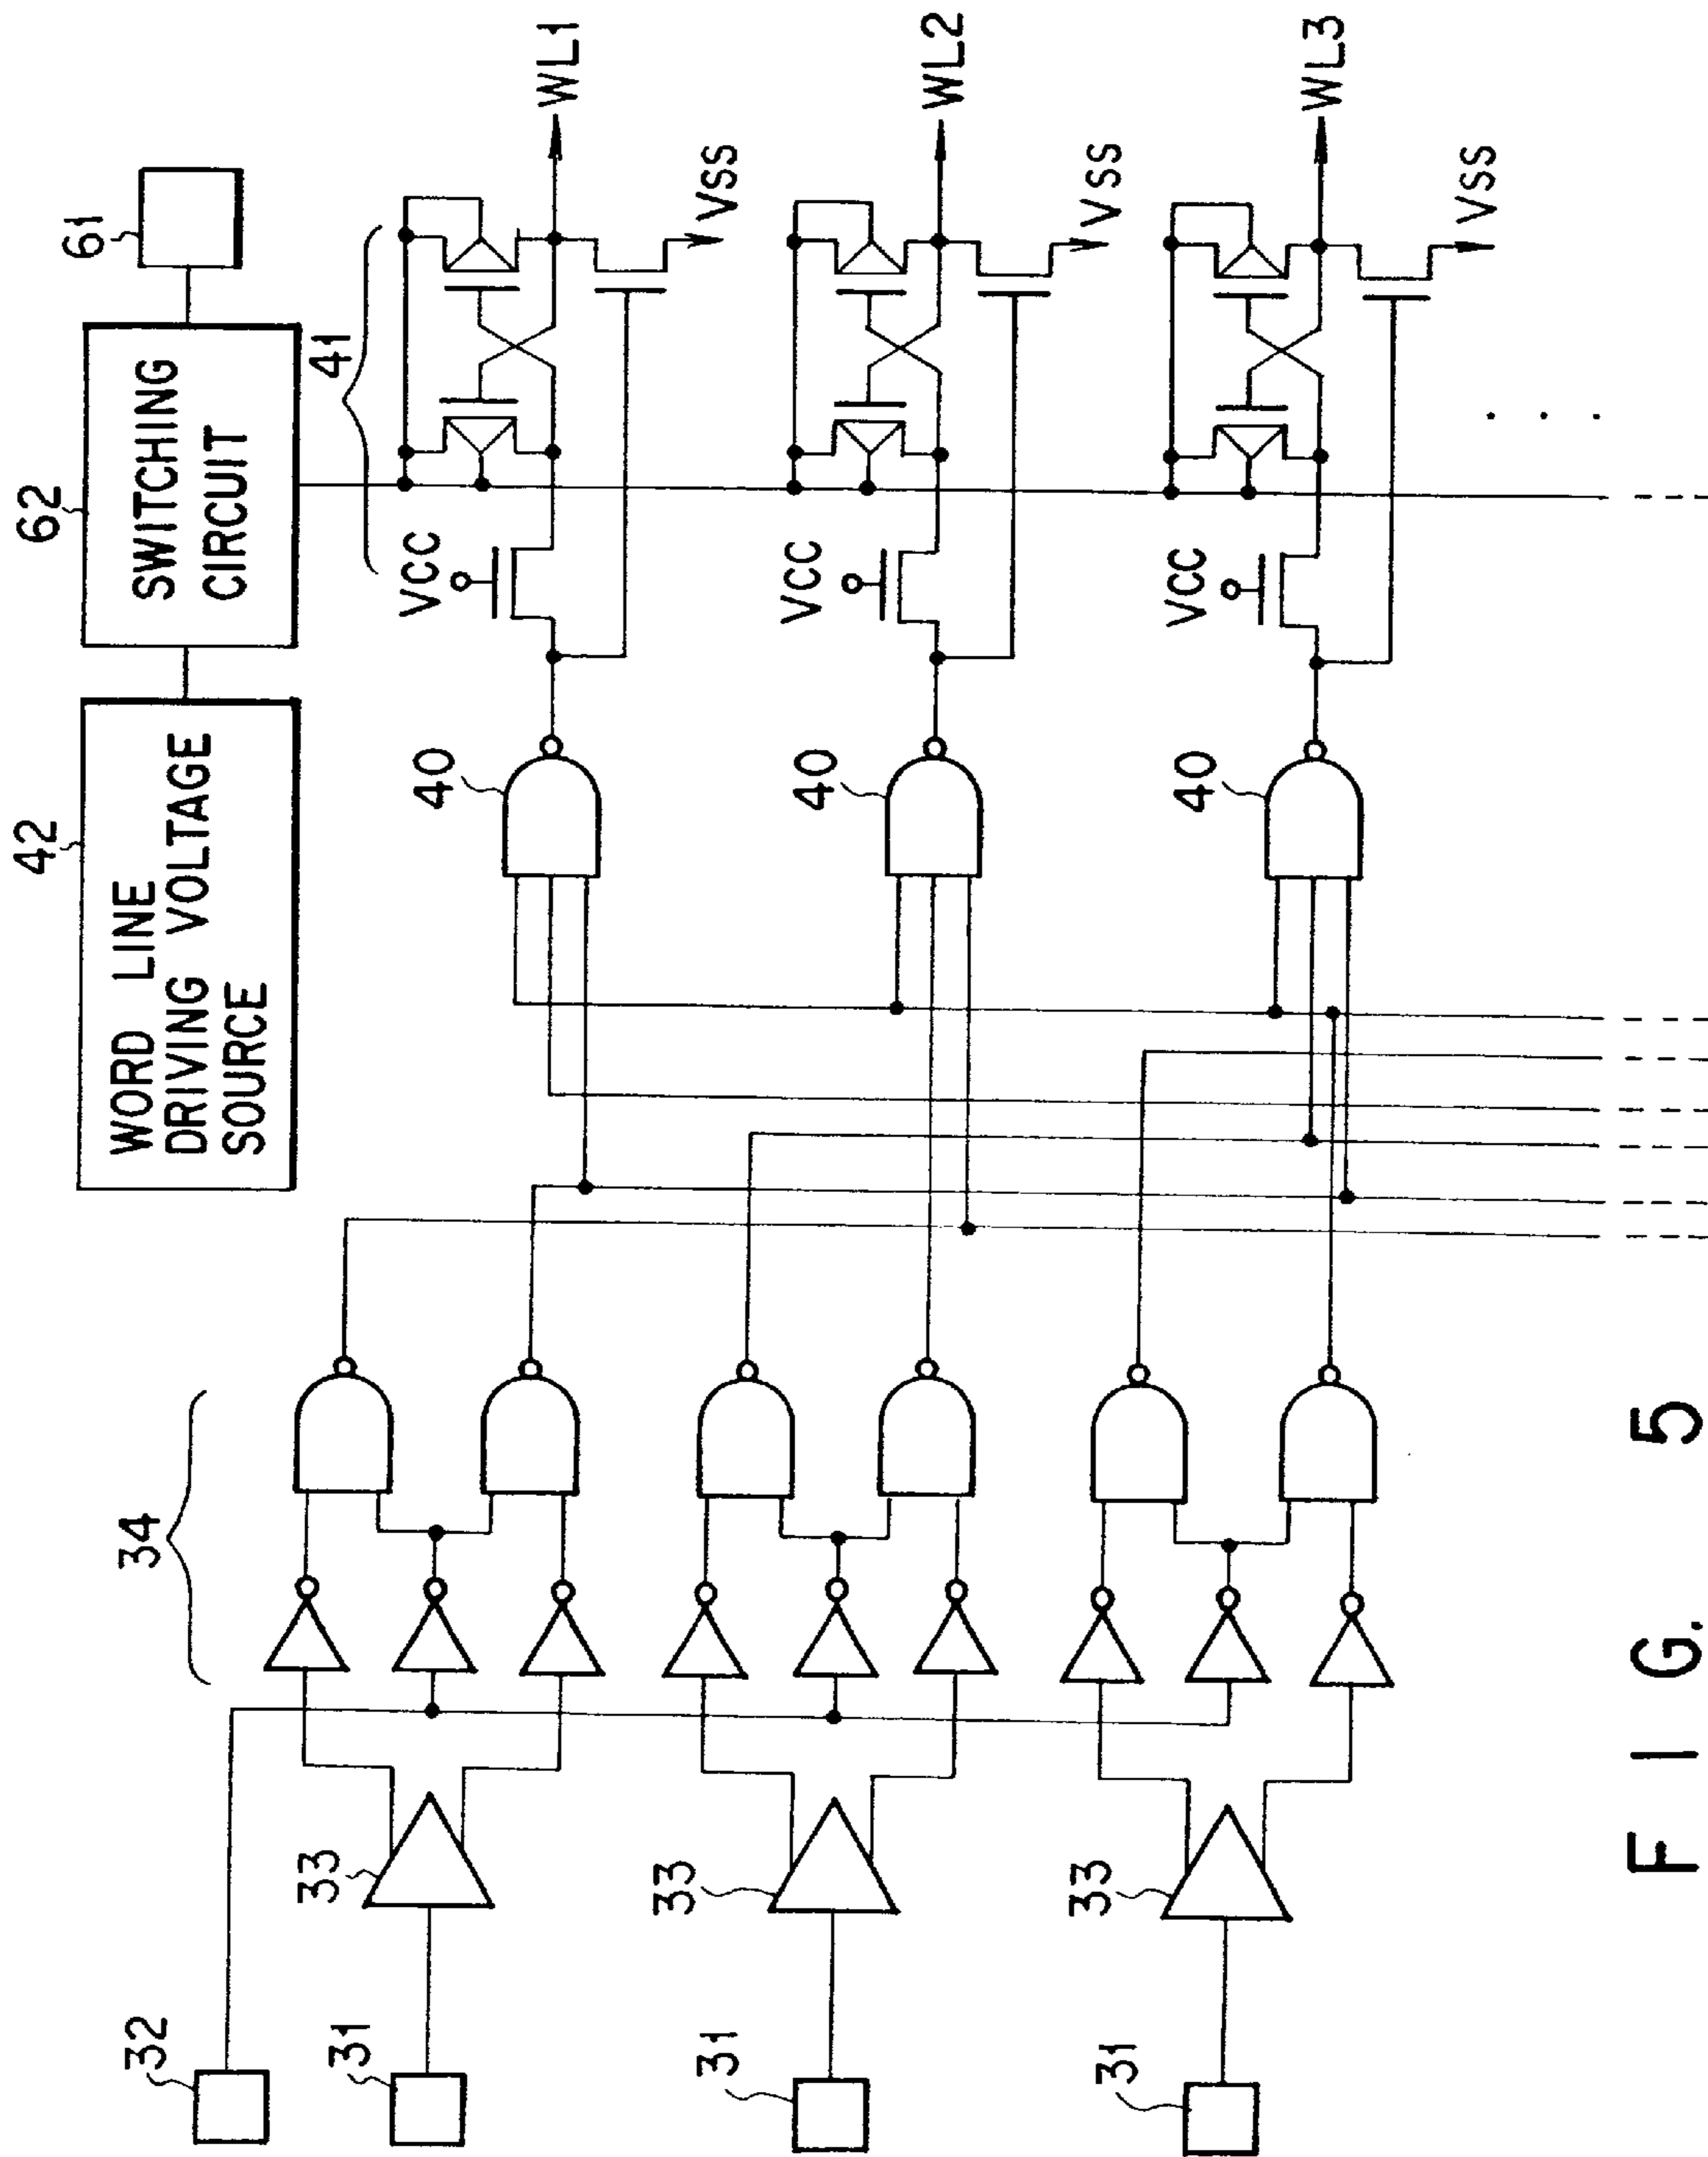 42
WORD LINE
DRIVING VOLTAGE
SOURCE
62
SWITCHING
CIRCUIT
61
32
31
33
34
40
VCC
41
WL1
VSS
31
33
40
VCC
WL2
VSS
31
33
40
VCC
WL3
VSS
FIG. 5